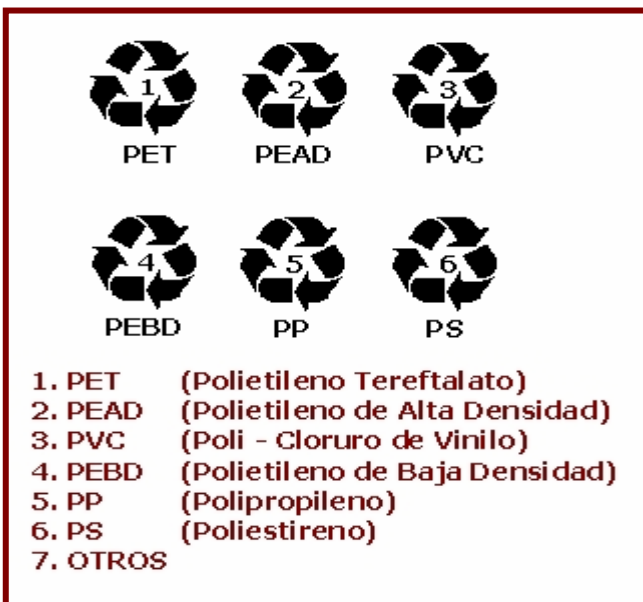 1 2 3
PET PEAD PVC
4 5 6
PEBD PP PS
1. PET (Polietileno Tereftalato)
2. PEAD (Polietileno de Alta Densidad)
3. PVC (Poli - Cloruro de Vinilo)
4. PEBD (Polietileno de Baja Densidad)
5. PP (Polipropileno)
6. PS (Poliestireno)
7. OTROS